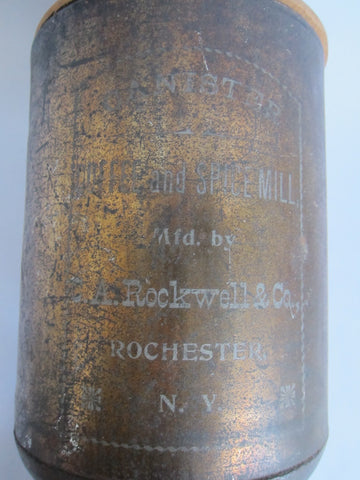 CANISTER
COFFEE and SPICE MILL.
Mfd. by
A. Rockwell & Co.,
ROCHESTER,
N. Y.